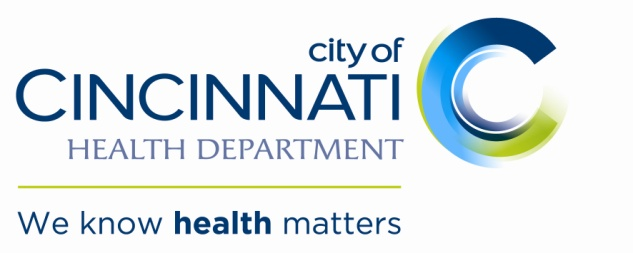 city of
CINCINNATI
HEALTH DEPARTMENT
We know health matters